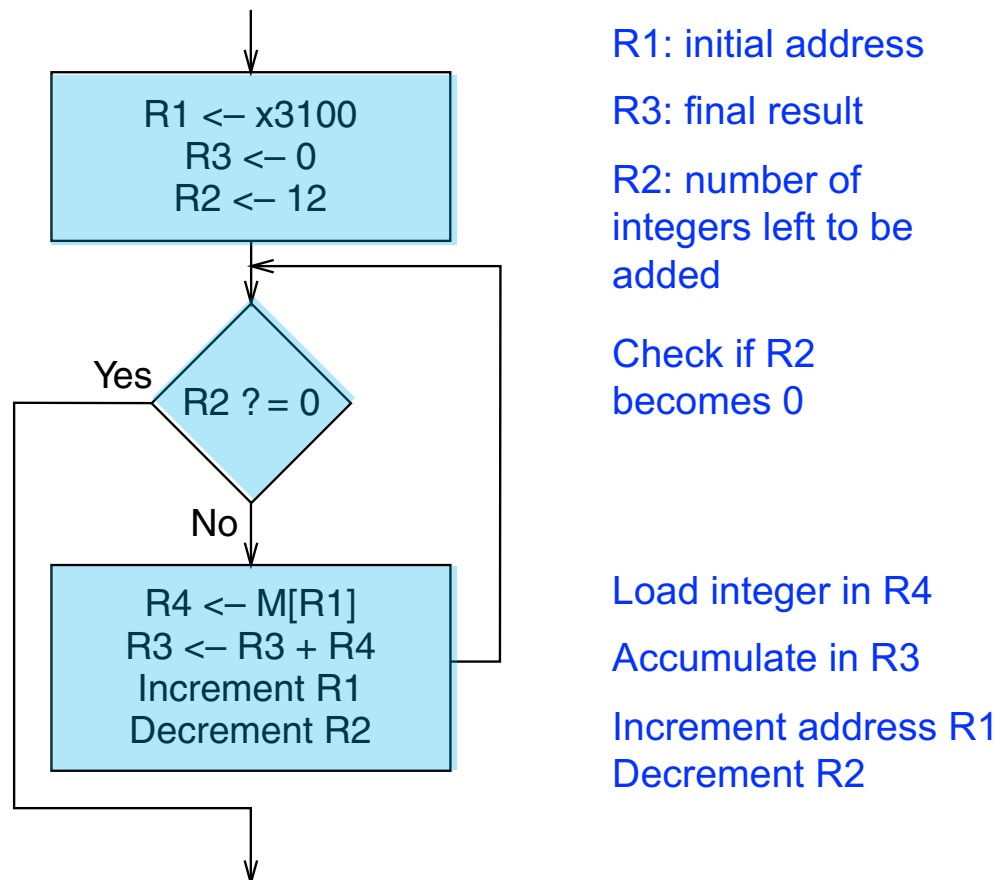 R1 <– x3100
R3 <– 0
R2 <– 12
R1: initial address
R3: final result
R2: number of
integers left to be
added
Yes
R2 ? = 0
Check if R2
becomes 0
No
R4 <– M[R1]
R3 <– R3 + R4
Increment R1
Decrement R2
Load integer in R4
Accumulate in R3
Increment address R1
Decrement R2